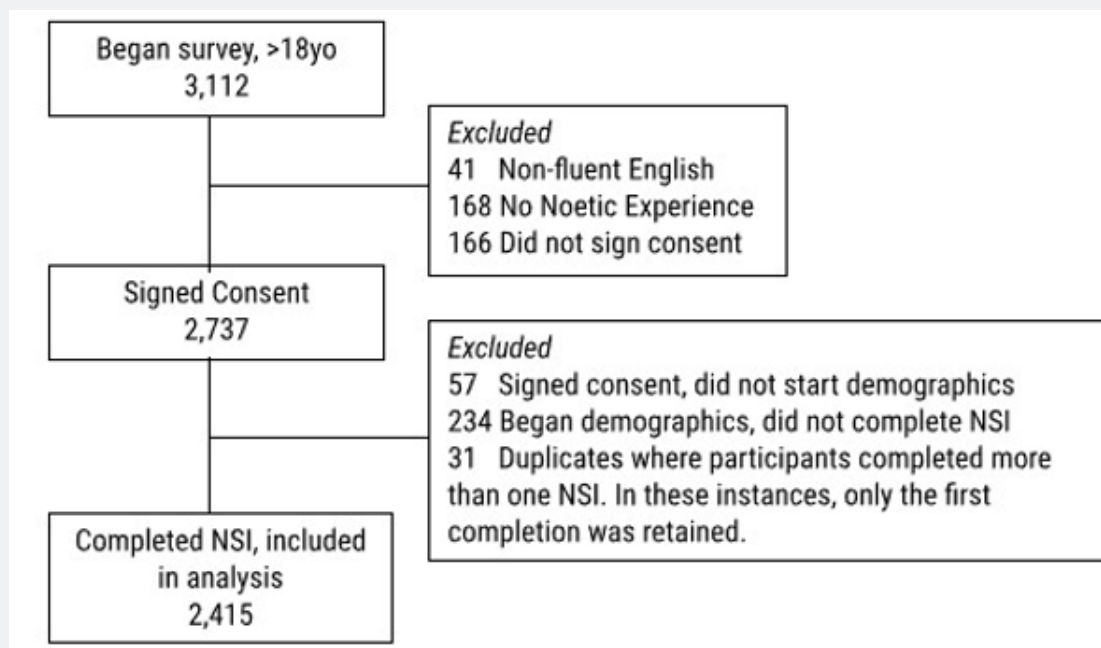 Began survey, >18yo
3,112
Excluded
41 Non-fluent English
168 No Noetic Experience
166 Did not sign consent
Signed Consent
2,737
Excluded
57 Signed consent, did not start demographics
234 Began demographics, did not complete NSI
31 Duplicates where participants completed more
than one NSI. In these instances, only the first
completion was retained.
Completed NSI, included
in analysis
2,415